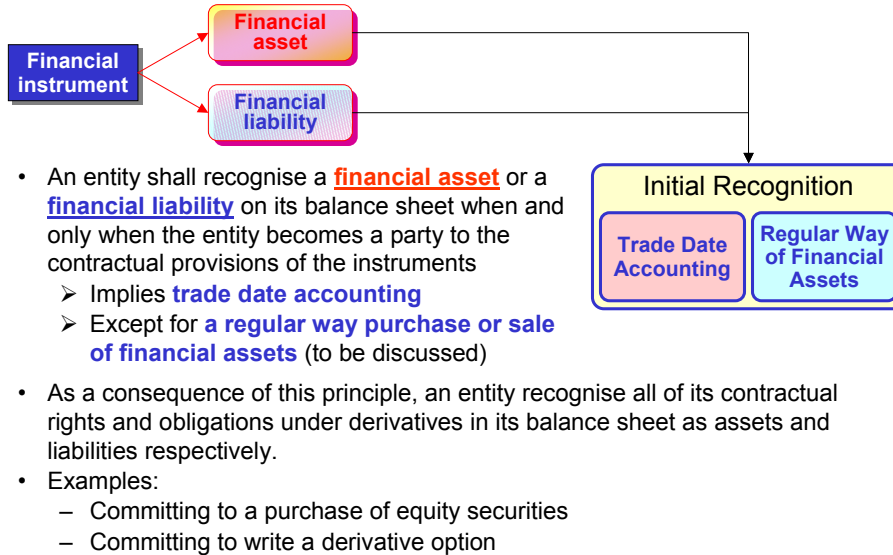 Financial
asset
Financial
instrument
Financial
liability
• An entity shall recognise a financial asset or a
financial liability on its balance sheet when and
only when the entity becomes a party to the
contractual provisions of the instruments
➢ Implies trade date accounting
➢ Except for a regular way purchase or sale
of financial assets (to be discussed)
Initial Recognition
Trade Date
Accounting
Regular Way
of Financial
Assets
• As a consequence of this principle, an entity recognise all of its contractual
rights and obligations under derivatives in its balance sheet as assets and
liabilities respectively.
• Examples:
– Committing to a purchase of equity securities
– Committing to write a derivative option